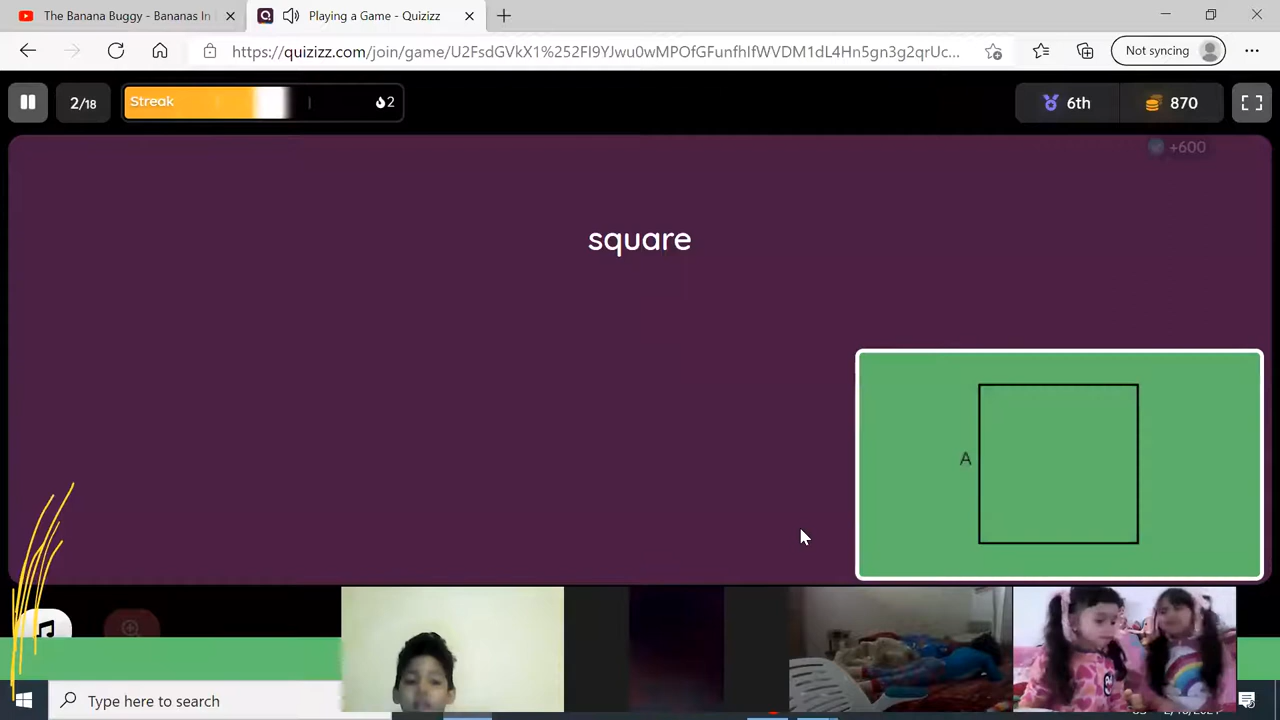 The Banana Buggy - Bananas In
Playing a Game - Quizizz
https://quizizz.com/join/game/U2FsdGVkX1%252FI9YJwu0wMPOfGFunfhIfWVDM1dL4Hn5gn3g2qrUc...
Not syncing
2/18
Streak
2
6th
870
+600
square
A
Type here to search